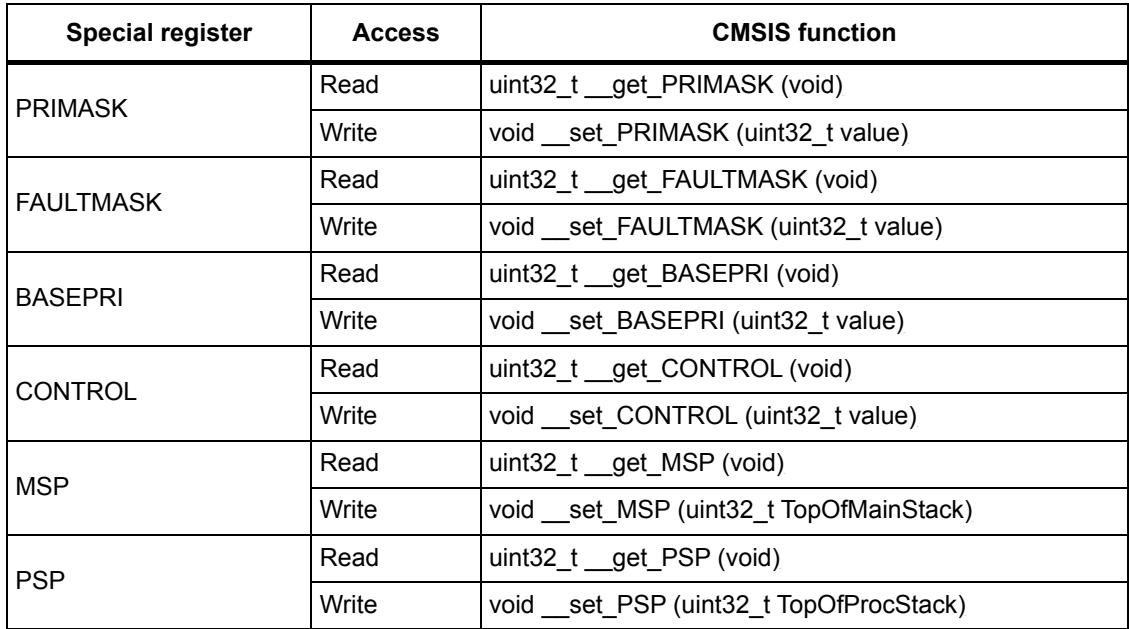 Special register Access CMSIS function
PRIMASK Read uint32_t __get_PRIMASK (void)
Write void __set_PRIMASK (uint32_t value)
FAULTMASK Read uint32_t __get_FAULTMASK (void)
Write void __set_FAULTMASK (uint32_t value)
BASEPRI Read uint32_t __get_BASEPRI (void)
Write void __set_BASEPRI (uint32_t value)
CONTROL Read uint32_t __get_CONTROL (void)
Write void __set_CONTROL (uint32_t value)
MSP Read uint32_t __get_MSP (void)
Write void __set_MSP (uint32_t TopOfMainStack)
PSP Read uint32_t __get_PSP (void)
Write void __set_PSP (uint32_t TopOfProcStack)